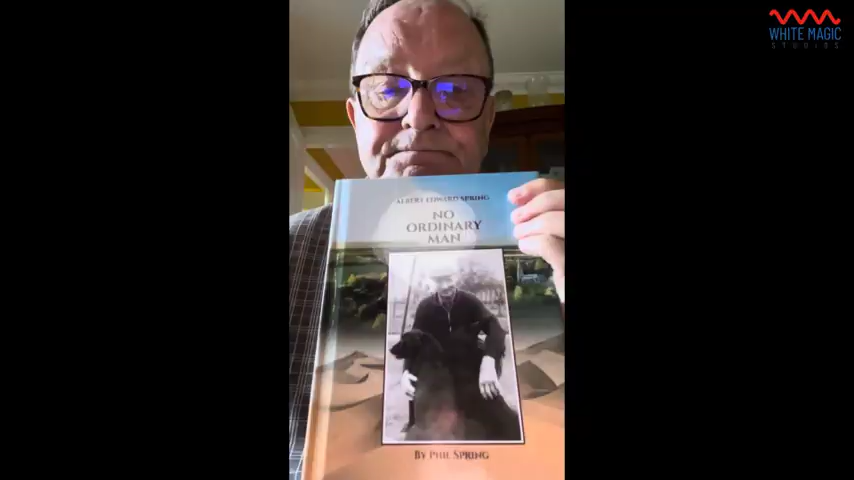 WHITE MAGIC
STUDIOS
ALBERT EDWARD SPRING
NO
ORDINARY
MAN
BY PHIL SPRING